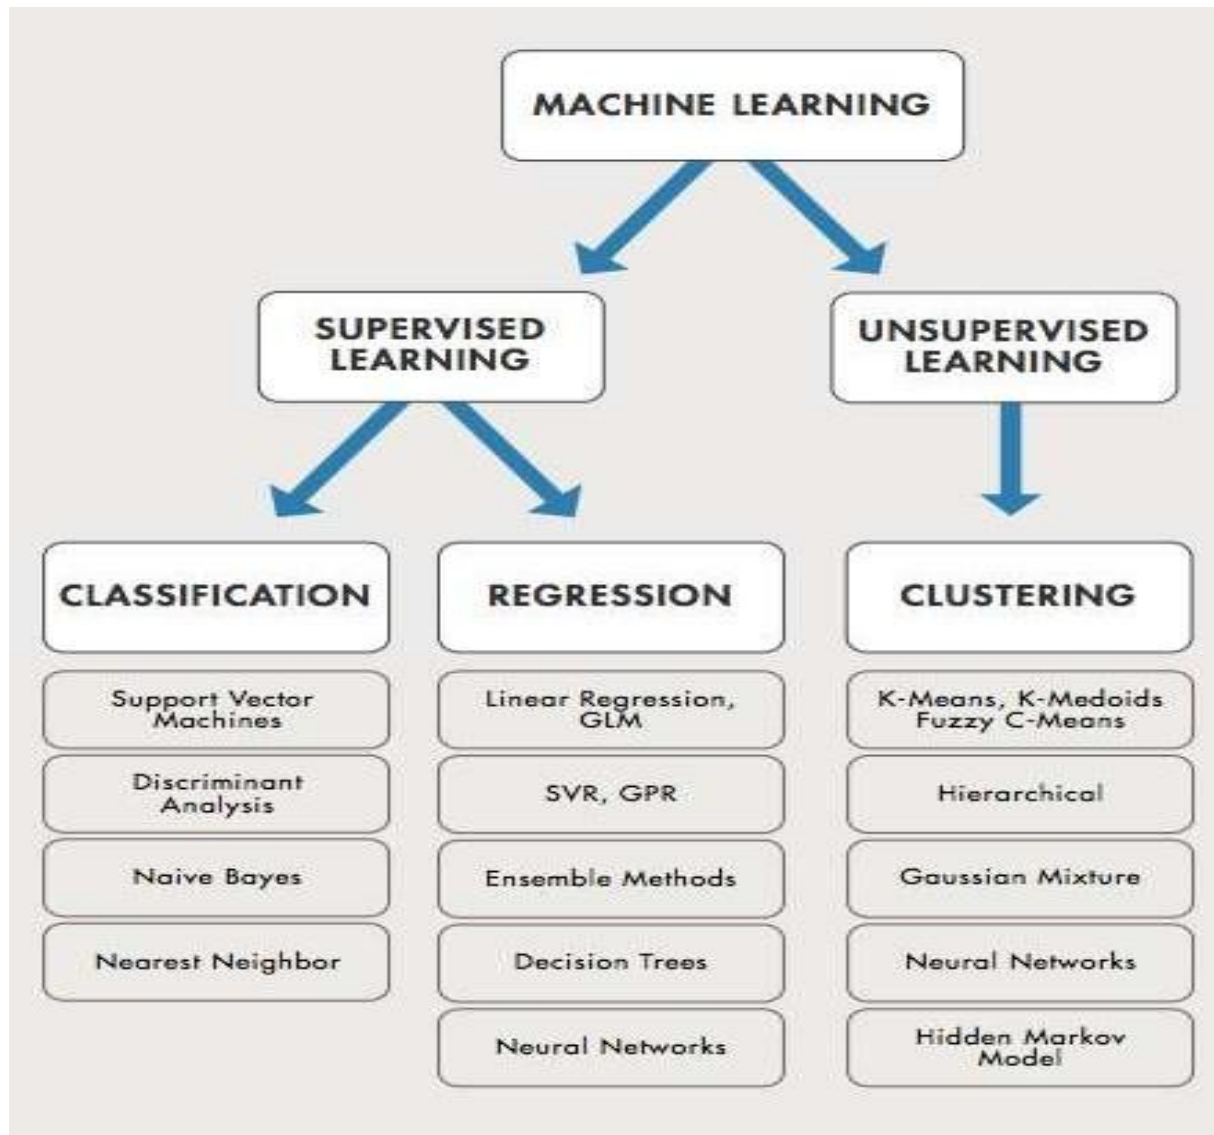 MACHINE LEARNING
SUPERVISED
LEARNING
UNSUPERVISED
LEARNING
CLASSIFICATION
Support Vector
Machines
Discriminant
Analysis
Naive Bayes
Nearest Neighbor
REGRESSION
Linear Regression,
GLM
SVR, GPR
Ensemble Methods
Decision Trees
Neural Networks
CLUSTERING
K-Means, K-Medoids
Fuzzy C-Means
Hierarchical
Gaussian Mixture
Neural Networks
Hidden Markov
Model